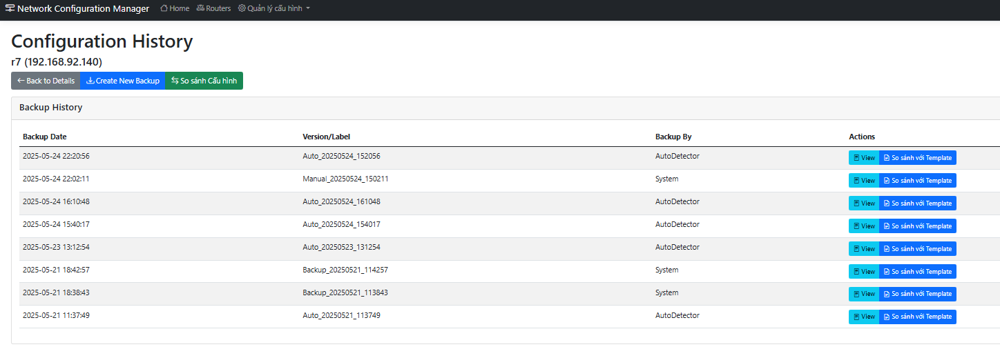 Network Configuration Manager Home Routers Quản lý cấu hình
Configuration History
r7 (192.168.92.140)
Back to Details Create New Backup So sánh Cấu hình
Backup History
Backup Date Version/Label Backup By Actions
2025-05-24 22:20:56 Auto_20250524_152056 AutoDetector View So sánh với Template
2025-05-24 22:02:11 Manual_20250524_150211 System View So sánh với Template
2025-05-24 16:10:48 Auto_20250524_161048 AutoDetector View So sánh với Template
2025-05-24 15:40:17 Auto_20250524_154017 AutoDetector View So sánh với Template
2025-05-23 13:12:54 Auto_20250523_131254 AutoDetector View So sánh với Template
2025-05-21 18:42:57 Backup_20250521_114257 System View So sánh với Template
2025-05-21 18:38:43 Backup_20250521_113843 System View So sánh với Template
2025-05-21 11:37:49 Auto_20250521_113749 AutoDetector View So sánh với Template